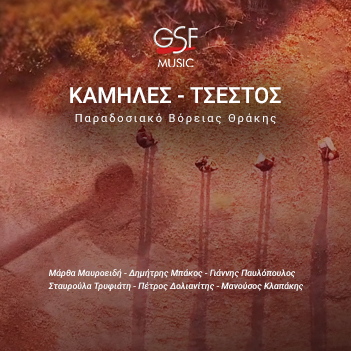 GSF
MUSIC
ΚΑΜΗΛΕΣ - ΤΣΕΣΤΟΣ
Παραδοσιακό Βόρειας Θράκης
Μάρθα Μαυροειδή - Δημήτρης Μπάκος - Γιάννης Παυλόπουλος
Σταυρούλα Τρυφιάτη - Πέτρος Δολιανίτης - Μανούσος Κλαπάκης